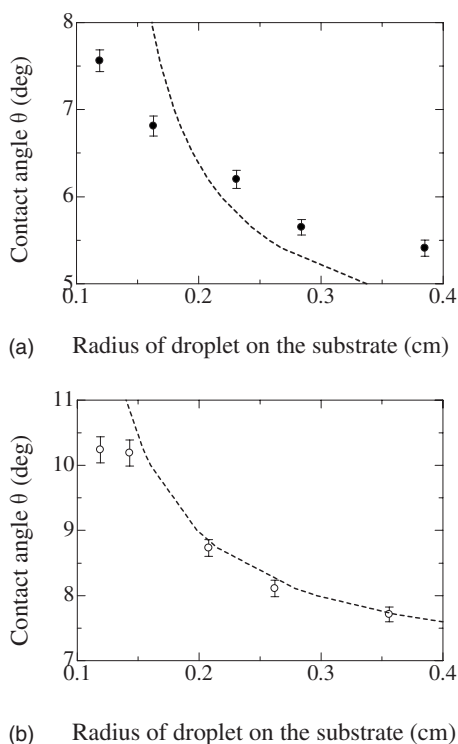 8
7
6
5
Contact angle θ (deg)
0.1 0.2 0.3 0.4
(a) Radius of droplet on the substrate (cm)
11
10
9
8
7
Contact angle θ (deg)
0.1 0.2 0.3 0.4
(b) Radius of droplet on the substrate (cm)